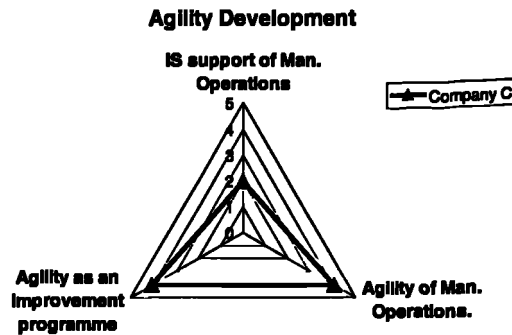 Agility Development
IS support of Man.
Operations
5
4
3
2
1
0
Company C
Agility as an
improvement
programme
Agility of Man.
Operations.